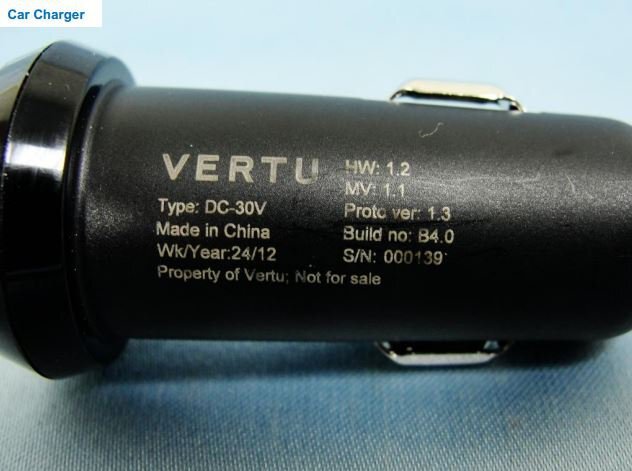 Car Charger
VERTU
Type: DC-30V
Made in China
Wk/Year:24/12
Property of Vertu; Not for sale
HW: 1.2
MV: 1.1
Proto ver: 1.3
Build no: B4.0
S/N: 000139